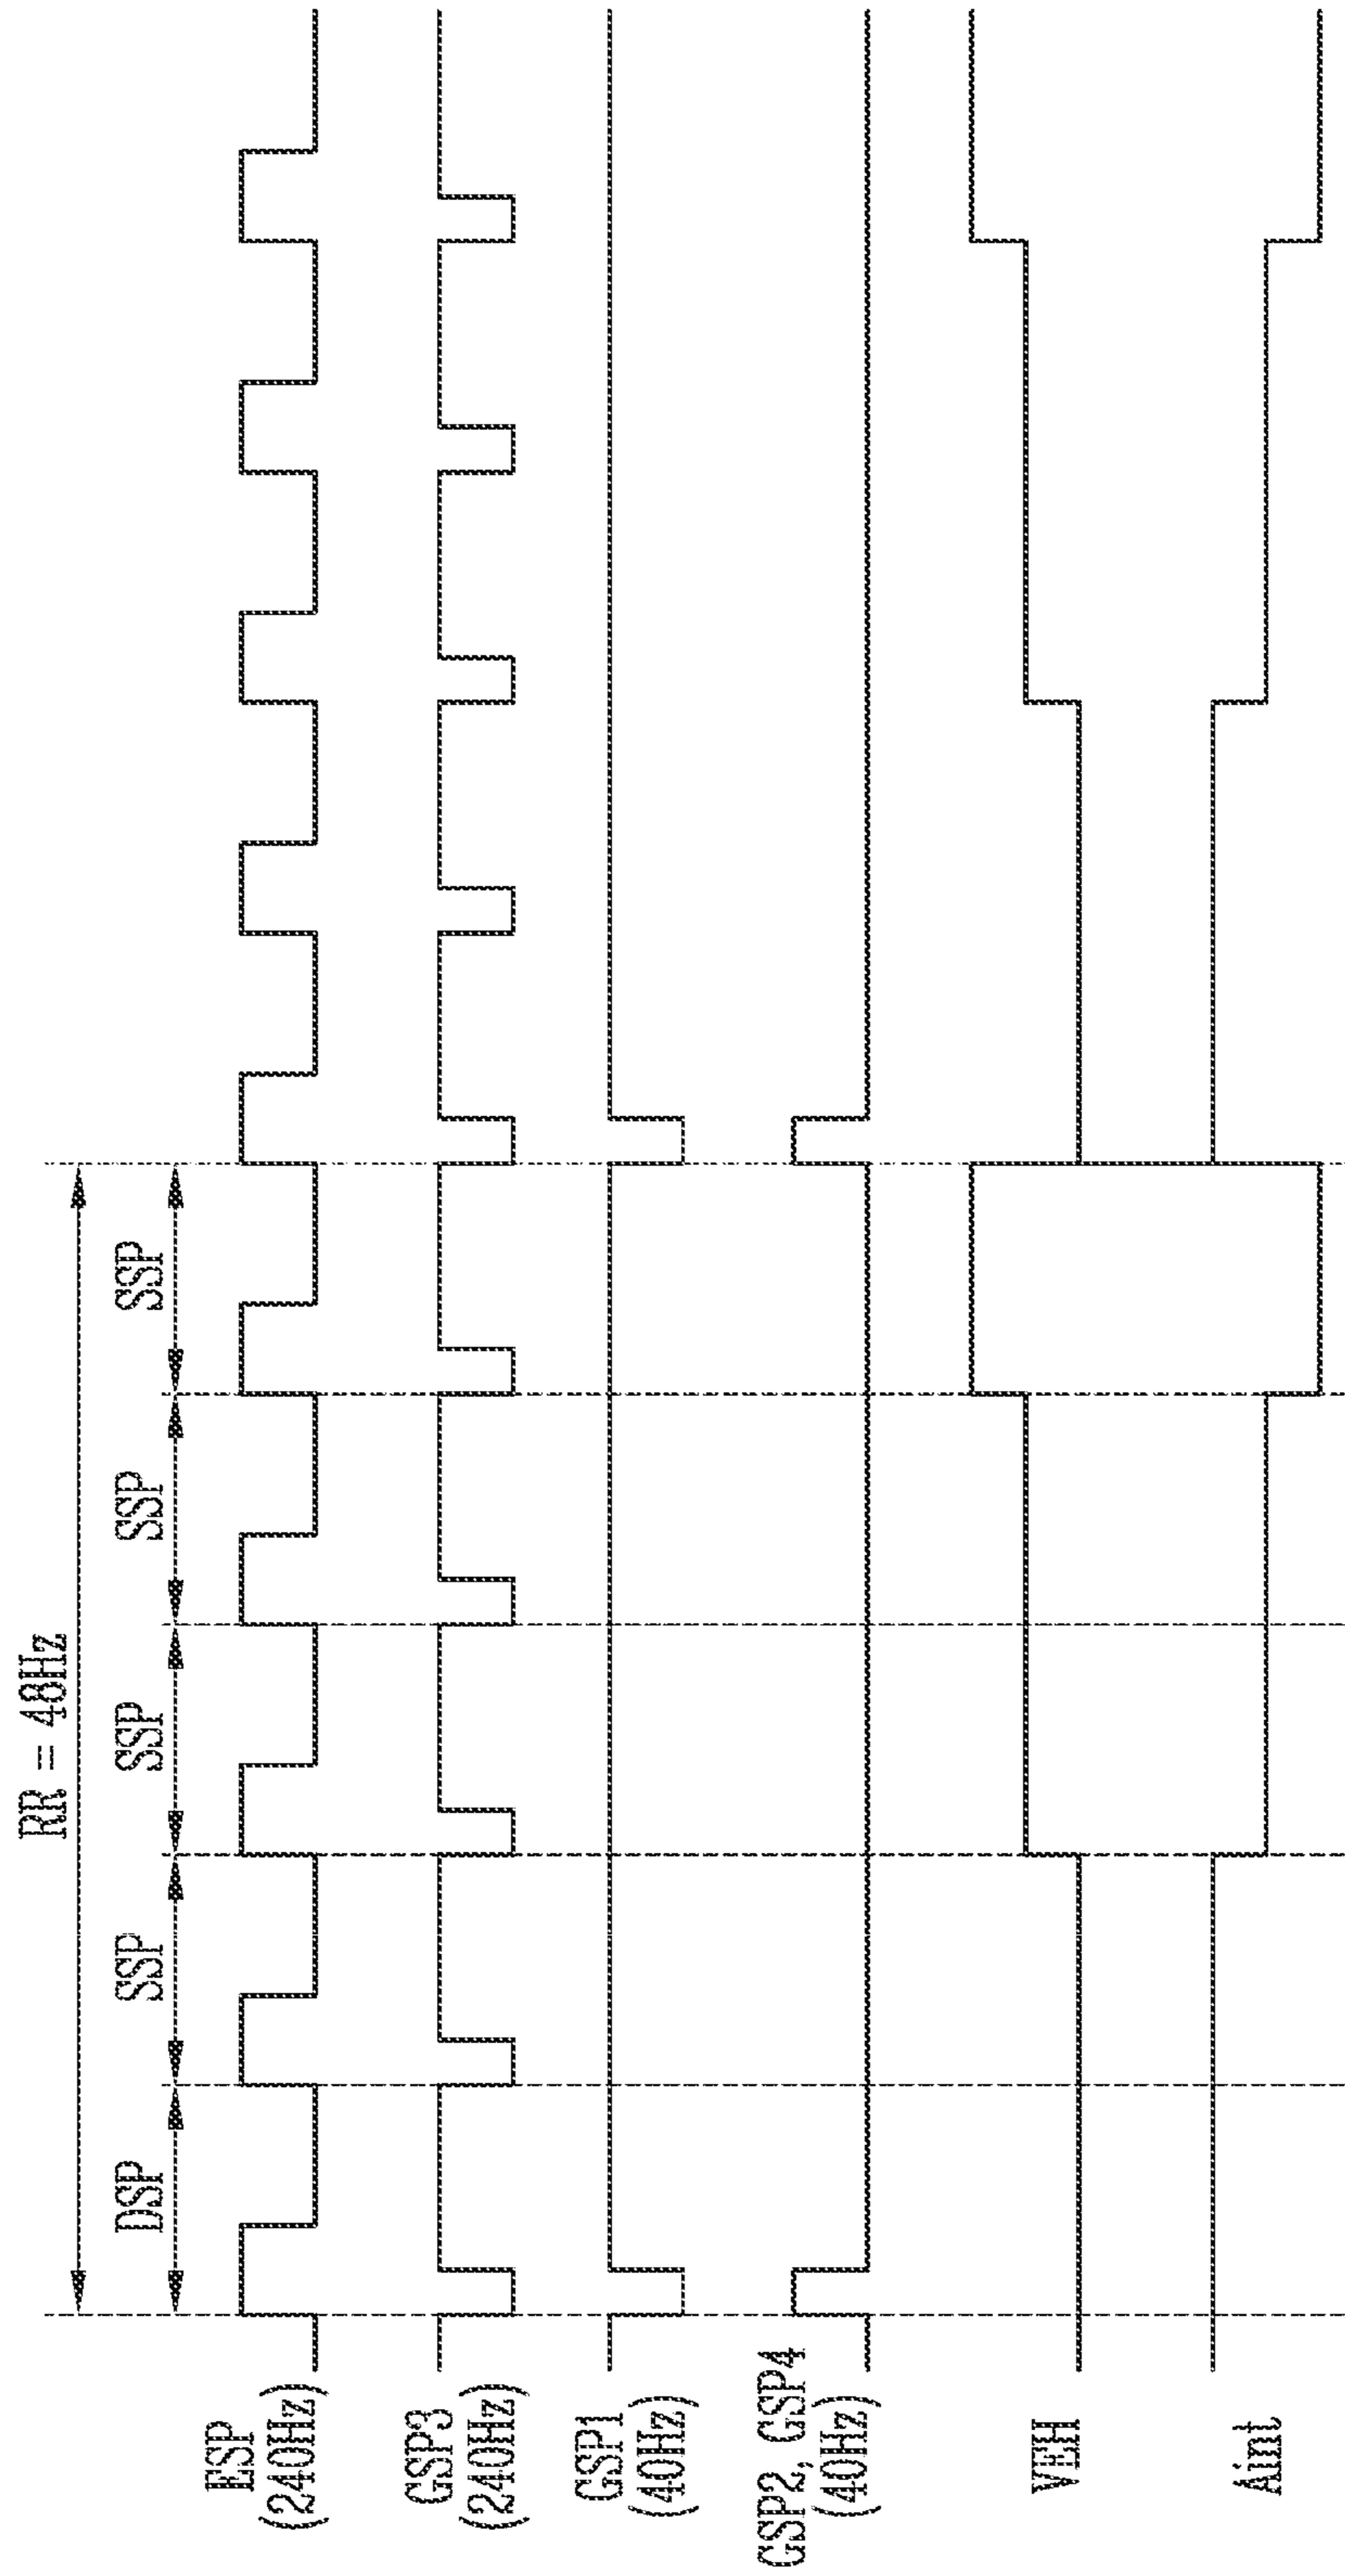 RR = 48Hz
DSP
SSP
SSP
SSP
SSP
ESP
(240Hz)
GSP3
(240Hz)
GSP1
(40Hz)
GSP2, GSP4
(40Hz)
VEH
Aint